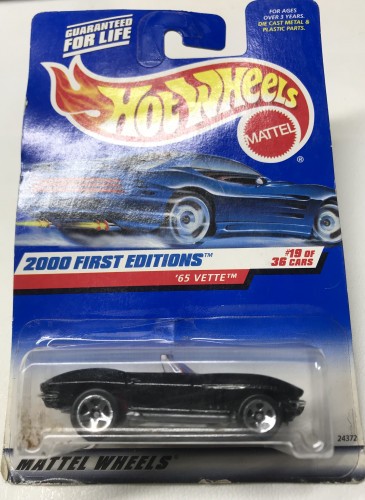 GUARANTEED
FOR LIFE
FOR AGES
OVER 3 YEARS.
DIE CAST METAL &
PLASTIC PARTS.
HOT WHEELS
MATTEL
®
2000 FIRST EDITIONS™
#19 OF
36 CARS
'65 VETTE™
24372
MATTEL WHEELS